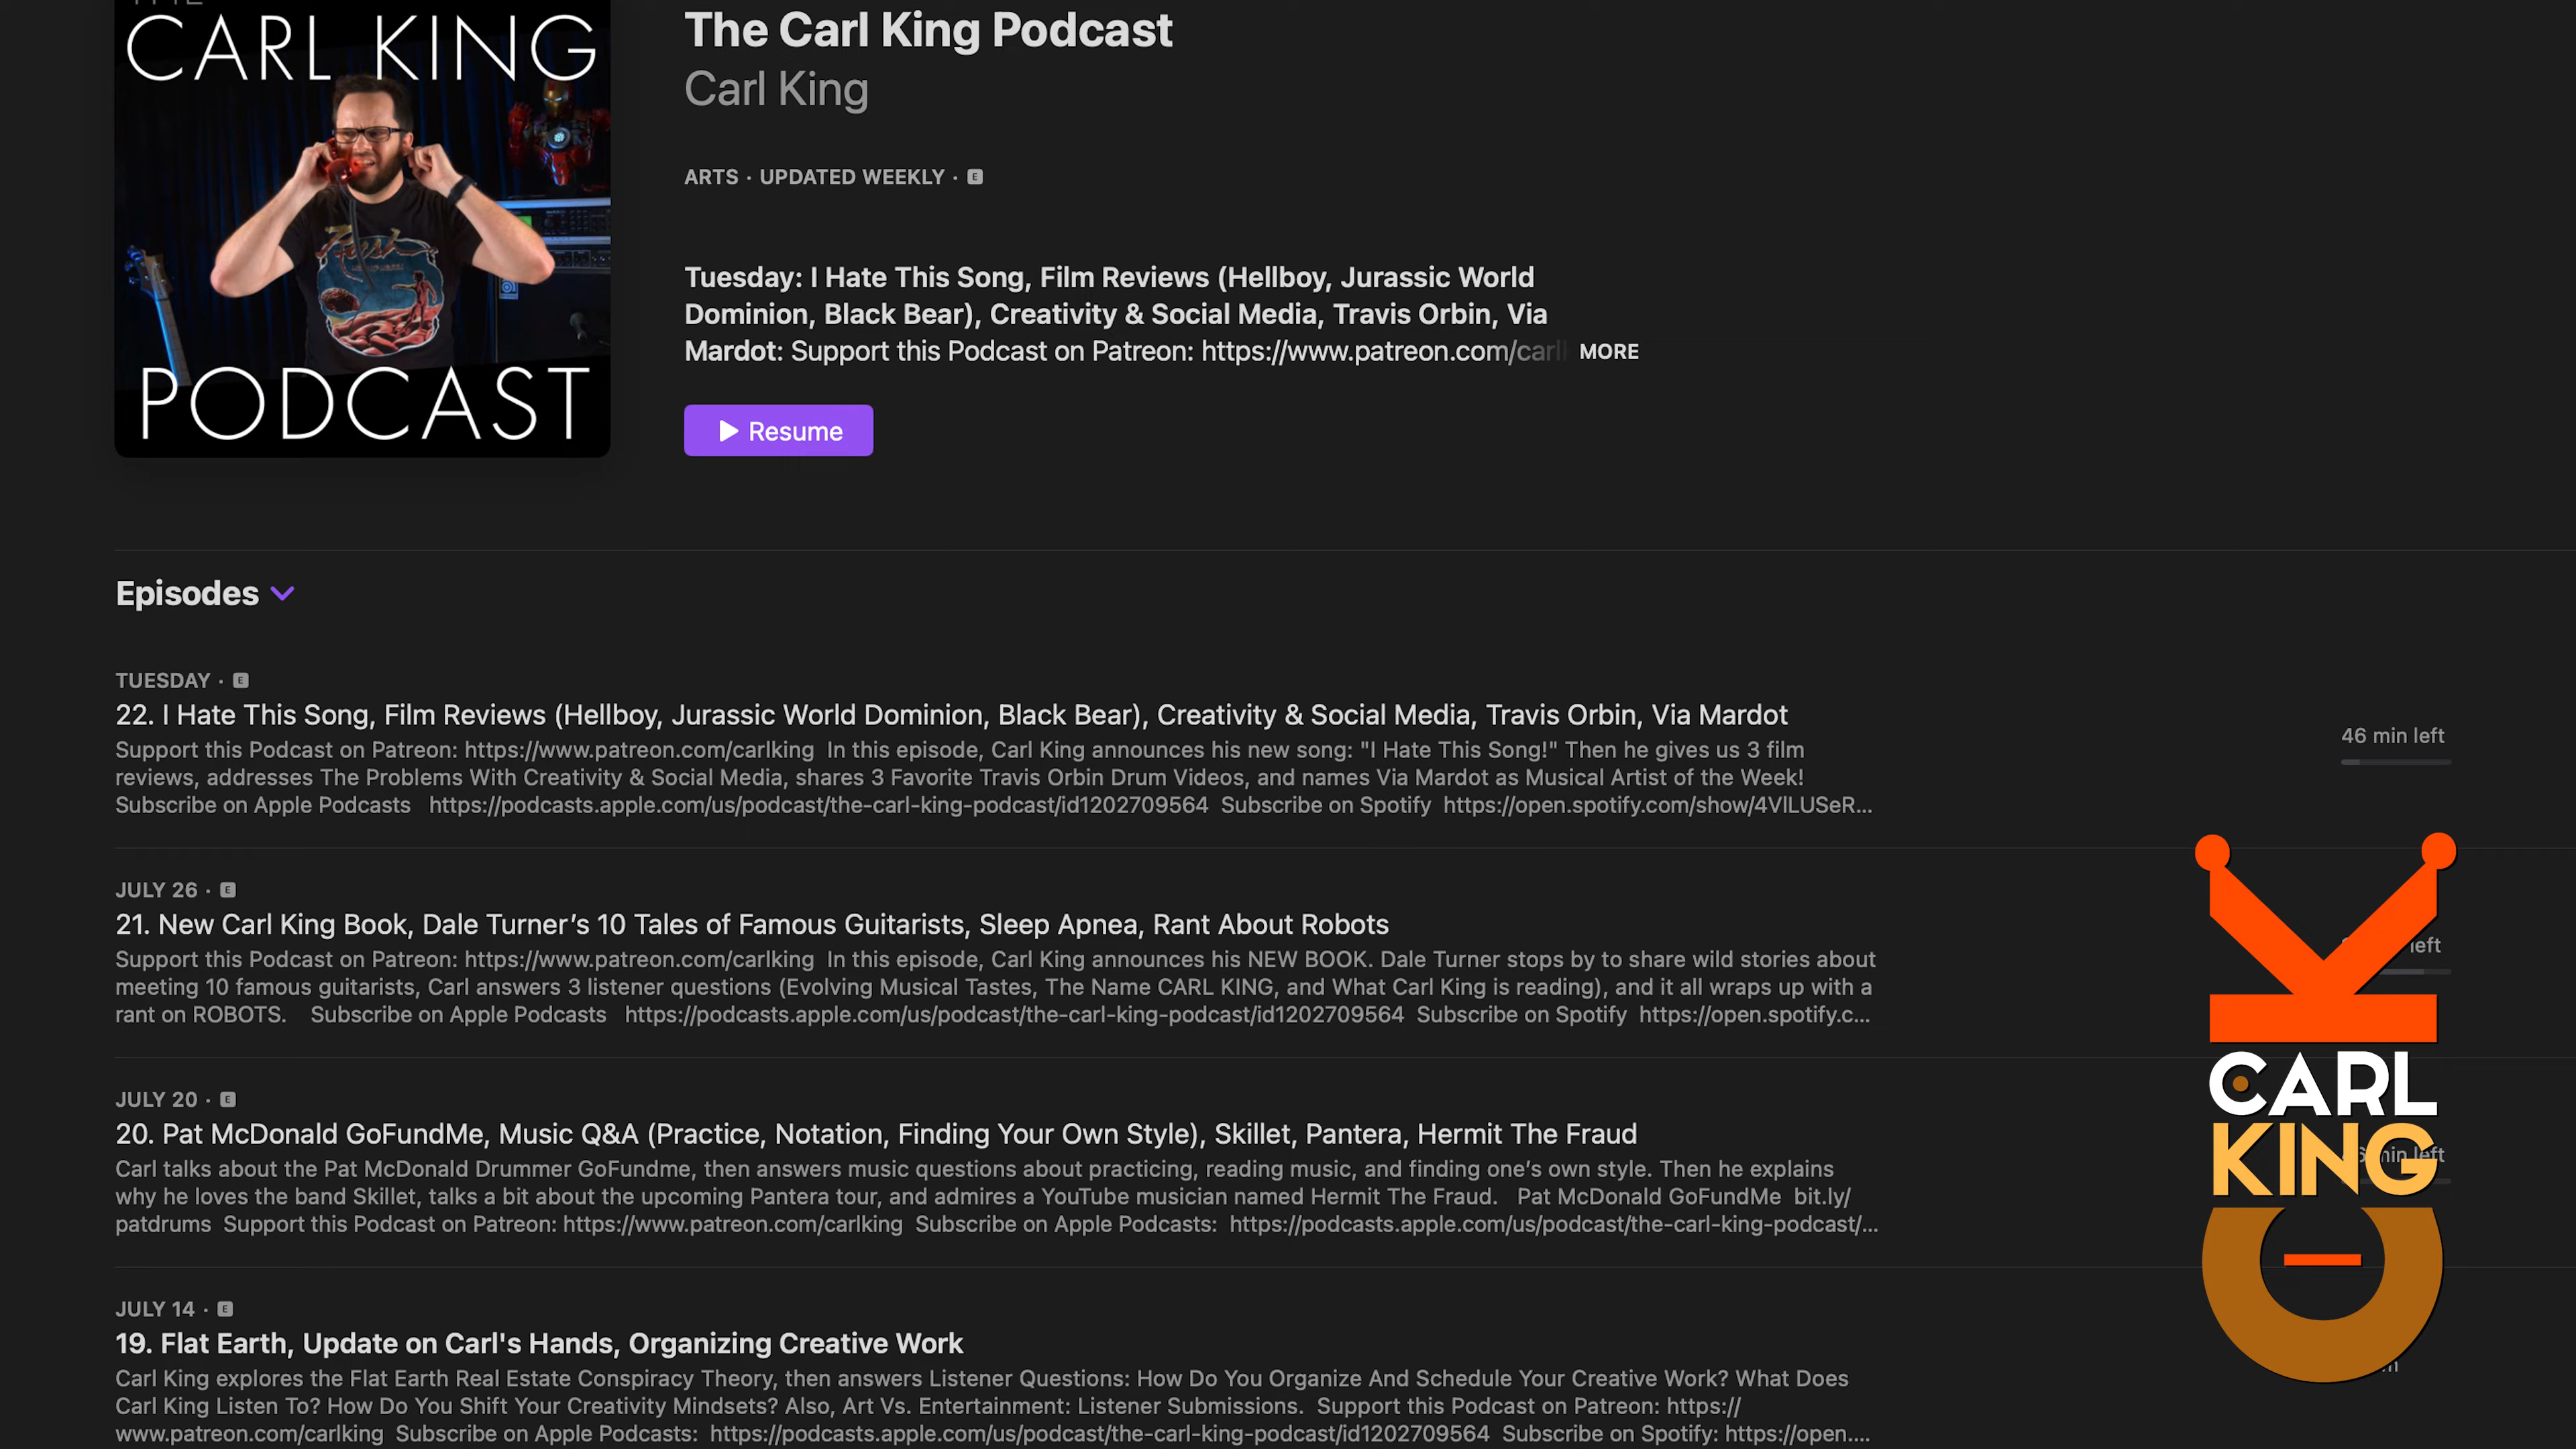 CARL KING
PODCAST
The Carl King Podcast
Carl King
ARTS · UPDATED WEEKLY · E
Tuesday: I Hate This Song, Film Reviews (Hellboy, Jurassic World
Dominion, Black Bear), Creativity & Social Media, Travis Orbin, Via
Mardot: Support this Podcast on Patreon: https://www.patreon.com/carl MORE
Resume
Episodes
TUESDAY · E
22. I Hate This Song, Film Reviews (Hellboy, Jurassic World Dominion, Black Bear), Creativity & Social Media, Travis Orbin, Via Mardot
Support this Podcast on Patreon: https://www.patreon.com/carlking In this episode, Carl King announces his new song: "I Hate This Song!" Then he gives us 3 film
reviews, addresses The Problems With Creativity & Social Media, shares 3 Favorite Travis Orbin Drum Videos, and names Via Mardot as Musical Artist of the Week!
Subscribe on Apple Podcasts https://podcasts.apple.com/us/podcast/the-carl-king-podcast/id1202709564 Subscribe on Spotify https://open.spotify.com/show/4VlLUSeR...
46 min left
JULY 26 · E
21. New Carl King Book, Dale Turner’s 10 Tales of Famous Guitarists, Sleep Apnea, Rant About Robots
Support this Podcast on Patreon: https://www.patreon.com/carlking In this episode, Carl King announces his NEW BOOK. Dale Turner stops by to share wild stories about
meeting 10 famous guitarists, Carl answers 3 listener questions (Evolving Musical Tastes, The Name CARL KING, and What Carl King is reading), and it all wraps up with a
rant on ROBOTS. Subscribe on Apple Podcasts https://podcasts.apple.com/us/podcast/the-carl-king-podcast/id1202709564 Subscribe on Spotify https://open.spotify.c...
left
JULY 20 · E
20. Pat McDonald GoFundMe, Music Q&A (Practice, Notation, Finding Your Own Style), Skillet, Pantera, Hermit The Fraud
Carl talks about the Pat McDonald Drummer GoFundme, then answers music questions about practicing, reading music, and finding one’s own style. Then he explains
why he loves the band Skillet, talks a bit about the upcoming Pantera tour, and admires a YouTube musician named Hermit The Fraud. Pat McDonald GoFundMe bit.ly/
patdrums Support this Podcast on Patreon: https://www.patreon.com/carlking Subscribe on Apple Podcasts: https://podcasts.apple.com/us/podcast/the-carl-king-podcast/...
min left
JULY 14 · E
19. Flat Earth, Update on Carl's Hands, Organizing Creative Work
Carl King explores the Flat Earth Real Estate Conspiracy Theory, then answers Listener Questions: How Do You Organize And Schedule Your Creative Work? What Does
Carl King Listen To? How Do You Shift Your Creativity Mindsets? Also, Art Vs. Entertainment: Listener Submissions. Support this Podcast on Patreon: https://
www.patreon.com/carlking Subscribe on Apple Podcasts: https://podcasts.apple.com/us/podcast/the-carl-king-podcast/id1202709564 Subscribe on Spotify: https://open....
CARL
KING